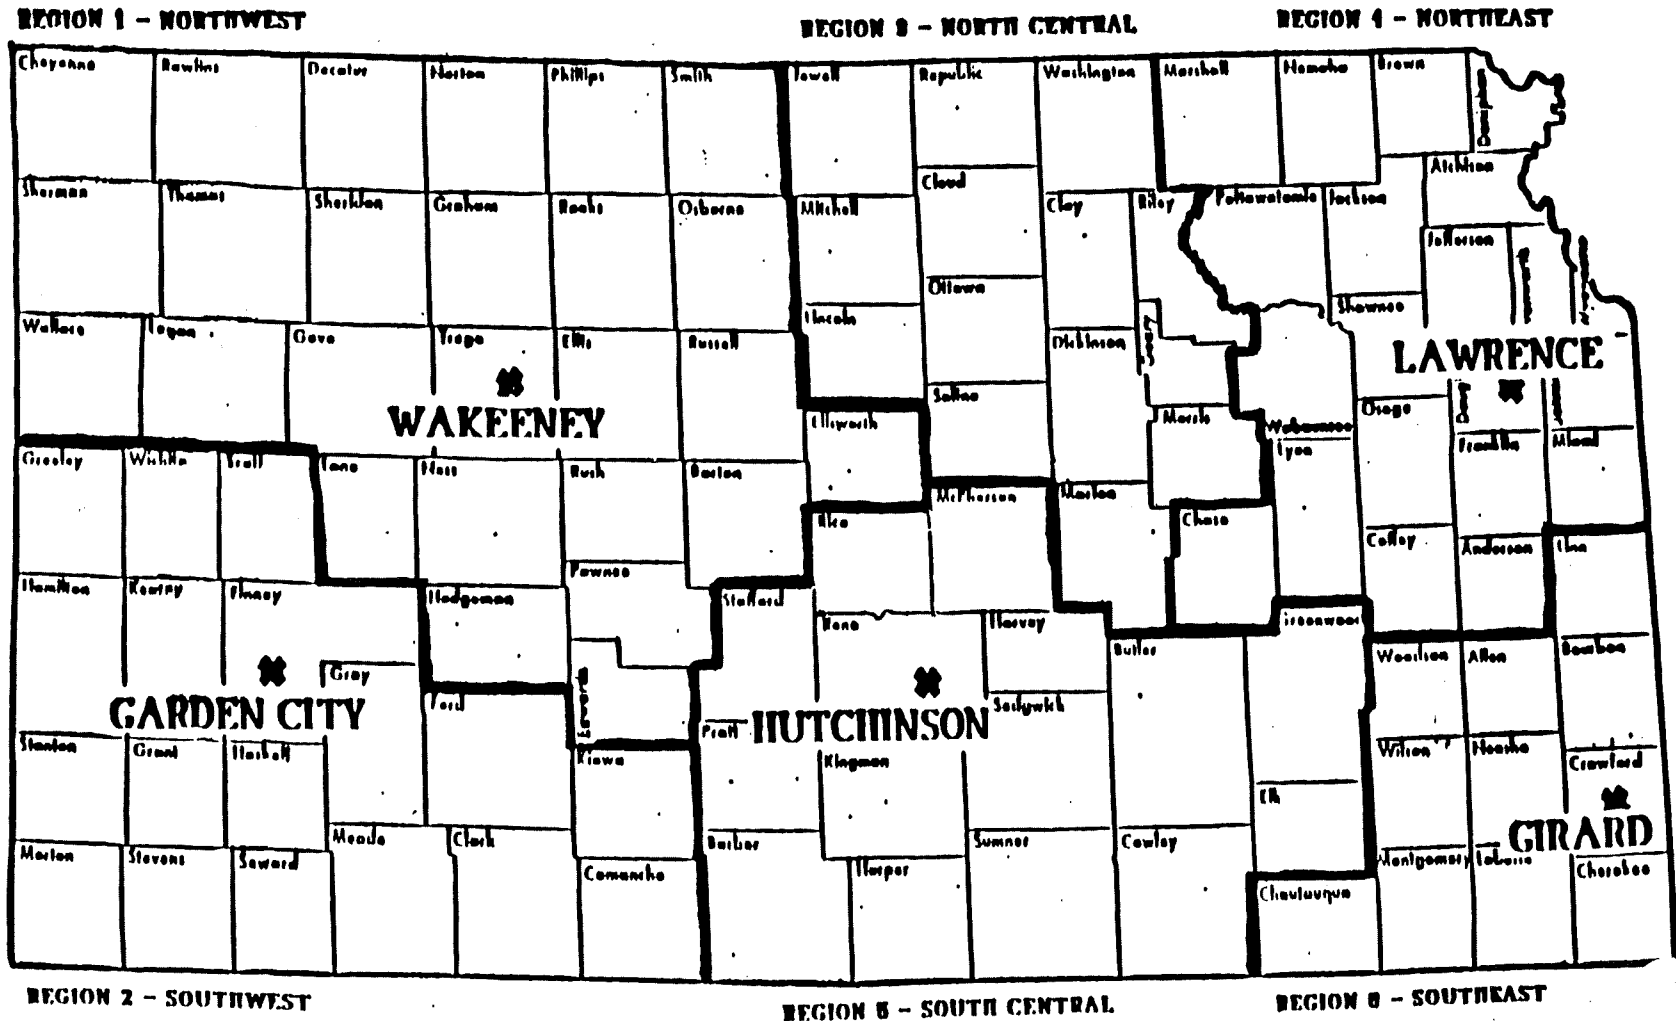 REGION 1 - NORTHWEST
REGION 3 - NORTH CENTRAL
REGION 4 - NORTHEAST
Cheyenne Rawlins Decatur Norton Phillips Smith Jewell Republic Washington Marshall Nemaha Brown
Doniphan
Atchison
Cloud
Sherman Thomas Sheridan Graham Rooks Osborne Mitchell Clay Riley Pottawatomie Jackson
Jefferson
Ottawa
Lincoln Shawnee
Wallace Logan Gove Trego Ellis Russell Dickinson Geary
LAWRENCE
WAKEENEY
Saline
Ellsworth Morris Osage Doug
Wabaunsee
Lyon Franklin Miami
Greeley Wichita Scott Lane Ness Rush Barton
McPherson Marion
Rice Chase
Coffey Anderson Linn
Pawnee
Hamilton Kearny Finney Hodgeman Stafford
Reno Harvey Greenwood
Butler Woodson Allen Bourbon
Gray Edwards
GARDEN CITY Ford Pratt HUTCHINSON Sedgwick
Stanton Grant Haskell Kiowa Kingman Wilson Neosho Crawford
Elk
GIRARD
Morton Stevens Seward Meade Clark Barber Sumner Cowley
Comanche Harper Montgomery Labette Cherokee
Chautauqua
REGION 2 - SOUTHWEST
REGION 5 - SOUTH CENTRAL
REGION 6 - SOUTHEAST